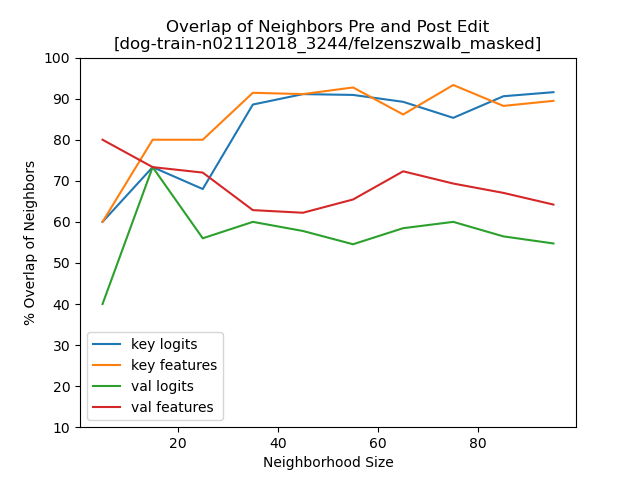 Overlap of Neighbors Pre and Post Edit
[dog-train-n02112018_3244/felzenszwalb_masked]
100
90
80
70
60
50
40
30
20
10
% Overlap of Neighbors
key logits
key features
val logits
val features
20 40 60 80
Neighborhood Size